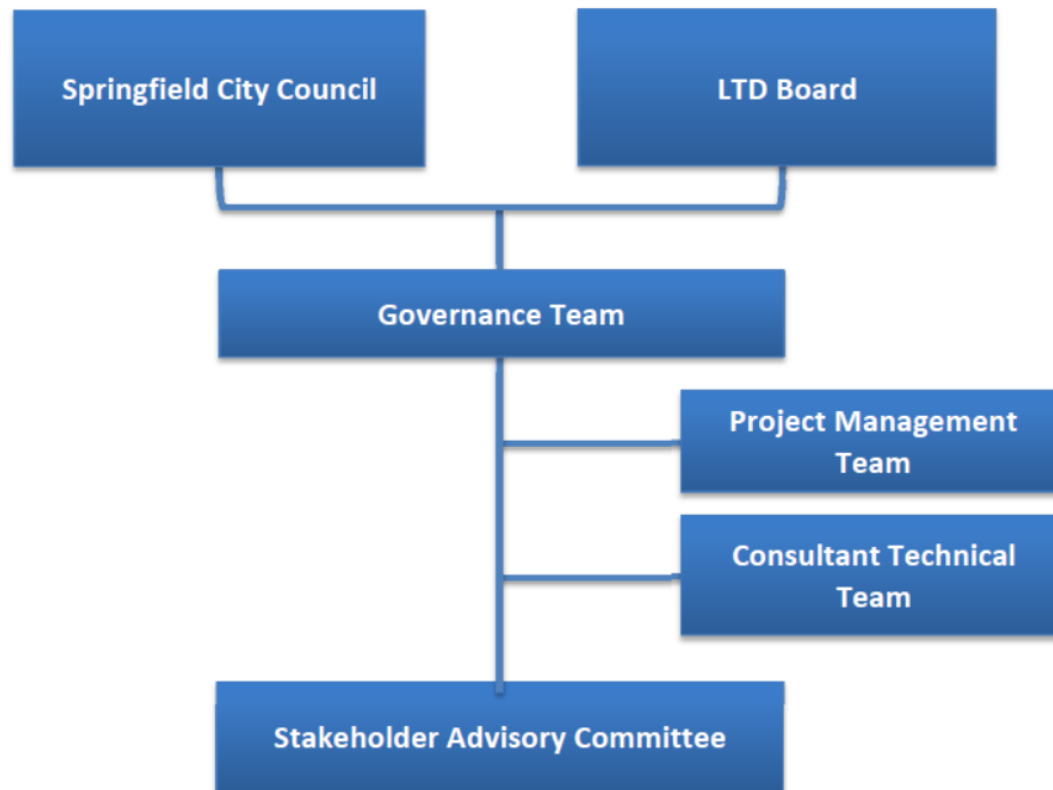 Springfield City Council
LTD Board
Governance Team
Project Management
Team
Consultant Technical
Team
Stakeholder Advisory Committee